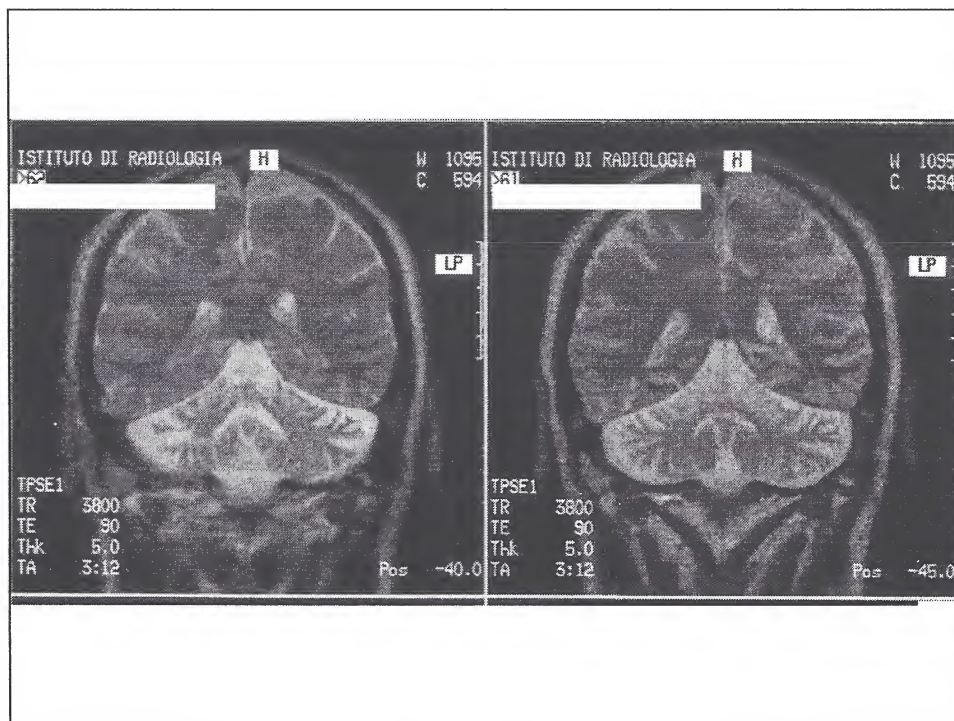 ISTITUTO DI RADIOLOGIA H W 1095
>62 C 594
LP
TPSE1
TR 3800
TE 90
Thk 5.0
TA 3:12 Pos -40.0
ISTITUTO DI RADIOLOGIA H W 1095
>61 C 594
LP
TPSE1
TR 3800
TE 90
Thk 5.0
TA 3:12 Pos -45.0